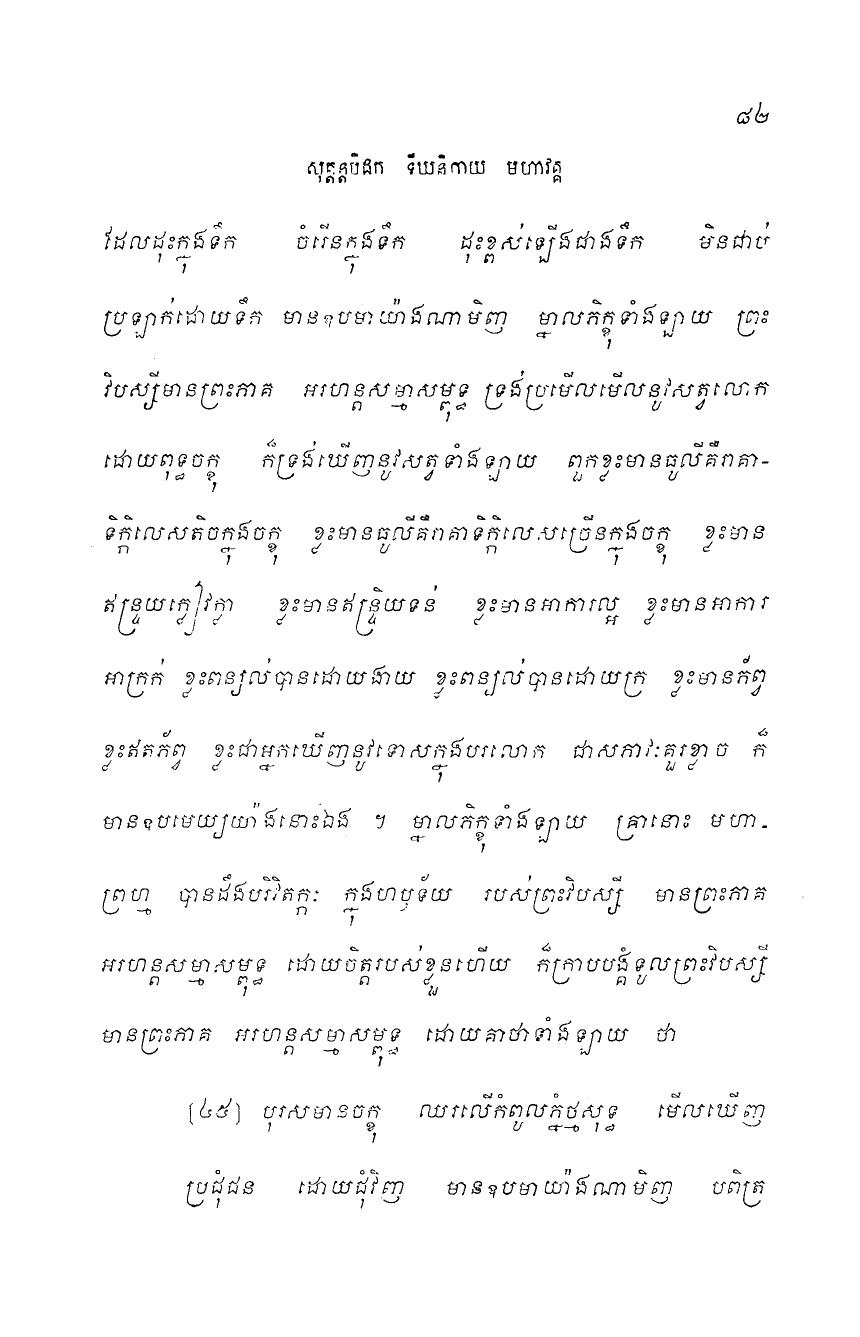 ៨២
សុត្តន្តបិដក ទីឃនិកាយ មហាវគ្គ
ដែលដុះក្នុងទឹក ចំរើនក្នុងទឹក ដុះខ្ពស់ឡើងជាងទឹក មិនជាប់
ប្រឡាក់ដោយទឹក មានឧបមាយ៉ាងណាមិញ ម្នាលភិក្ខុទាំងឡាយ ព្រះ
វិបស្សីមានព្រះភាគ អរហន្តសម្មាសម្ពុទ្ធ ទ្រង់ប្រមើលមើលនូវសត្វលោក
ដោយពុទ្ធចក្ខុ ក៏ទ្រង់ឃើញនូវសត្វទាំងឡាយ ពួកខ្លះមានធូលីគឺរាគា-
ទិក្កិលេសតិចក្នុងចក្ខុ ខ្លះមានធូលីគឺរាគាទិក្កិលេសច្រើនក្នុងចក្ខុ ខ្លះមាន
ឥន្ទ្រិយក្លៀវក្លា ខ្លះមានឥន្ទ្រិយទន់ ខ្លះមានអាការល្អ ខ្លះមានអាការ
អាក្រក់ ខ្លះពន្យល់បានដោយងាយ ខ្លះពន្យល់បានដោយក្រ ខ្លះមានភ័ព្វ
ខ្លះឥតភ័ព្វ ខ្លះជាអ្នកឃើញនូវទោសក្នុងបរលោក ជាសភាវៈគួរខ្លាច ក៏
មានឧបមេយ្យយ៉ាងនោះឯង ។ ម្នាលភិក្ខុទាំងឡាយ គ្រានោះ មហា-
ព្រហ្ម បានដឹងបរិវិតក្កៈ ក្នុងហឫទ័យ របស់ព្រះវិបស្សី មានព្រះភាគ
អរហន្តសម្មាសម្ពុទ្ធ ដោយចិត្តរបស់ខ្លួនហើយ ក៏ក្រាបបង្គំទូលព្រះវិបស្សី
មានព្រះភាគ អរហន្តសម្មាសម្ពុទ្ធ ដោយគាថាទាំងឡាយ ថា
[៤៥] បុរសមានចក្ខុ ឈរលើកំពូលភ្នំថ្មសុទ្ធ មើលឃើញ
ប្រជុំជន ដោយជុំវិញ មានឧបមាយ៉ាងណាមិញ បពិត្រ